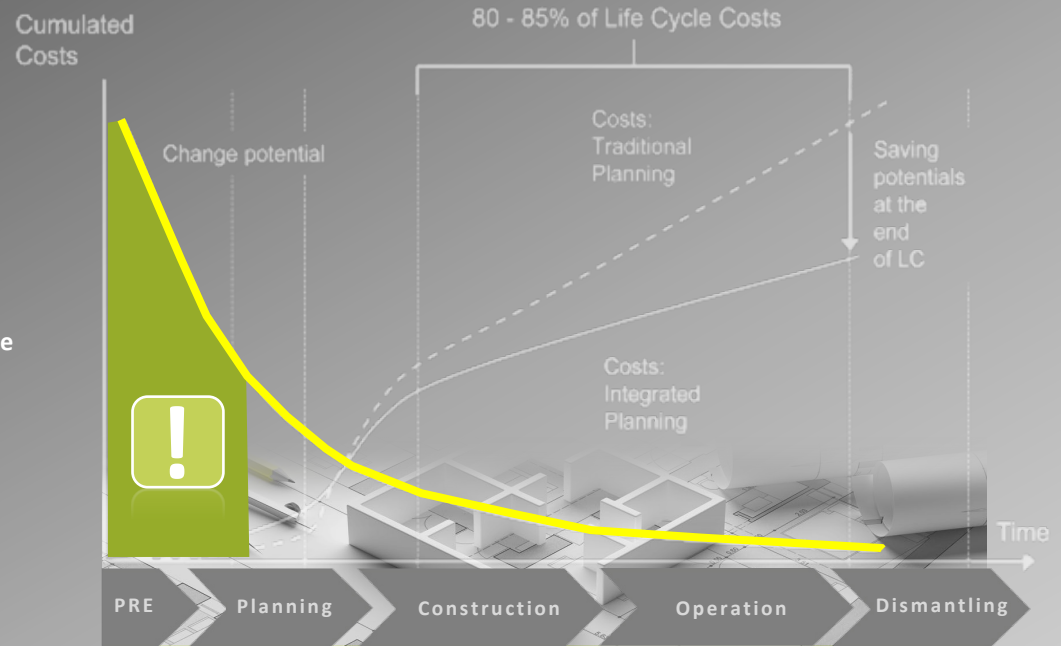 Cumulated
Costs
80 - 85% of Life Cycle Costs
Change potential
Costs:
Traditional
Planning
Saving
potentials
at the
end
of LC
e
Costs:
Integrated
Planning
!
Time
PRE
Planning
Construction
Operation
Dismantling